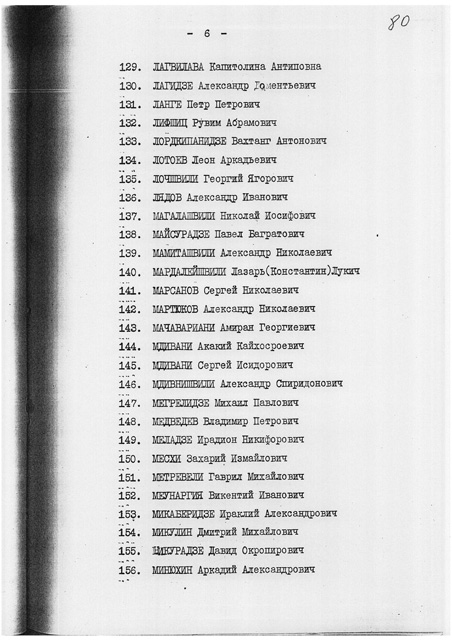 80
- 6 -
129. ЛАГВИЛАВА Капитолина Антиповна
130. ЛАГИДЗЕ Александр Доментьевич
131. ЛАНГЕ Петр Петрович
132. ЛИФШИЦ Рувим Абрамович
133. ЛОРДКИПАНИДЗЕ Вахтанг Антонович
134. ЛОТОЕВ Леон Аркадьевич
135. ЛОЧШВИЛИ Георгий Ягорович
136. ЛЯДОВ Александр Иванович
137. МАГАЛАШВИЛИ Николай Иосифович
138. МАЙСУРАДЗЕ Павел Багратович
139. МАМИТАШВИЛИ Александр Николаевич
140. МАРДАЛЕЙШВИЛИ Лазарь(Константин)Лукич
141. МАРСАНОВ Сергей Николаевич
142. МАРТЮКОВ Александр Николаевич
143. МАЧАВАРИАНИ Амиран Георгиевич
144. МДИВАНИ Акакий Кайхосроевич
145. МДИВАНИ Сергей Исидорович
146. МДИВНИШВИЛИ Александр Спиридонович
147. МЕГРЕЛИДЗЕ Михаил Павлович
148. МЕДВЕДЕВ Владимир Петрович
149. МЕЛАДЗЕ Ирадион Никифорович
150. МЕСХИ Захарий Измайлович
151. МЕТРЕВЕЛИ Гаврил Михайлович
152. МЕУНАРГИЯ Викентий Иванович
153. МИКАБЕРИДЗЕ Ираклий Александрович
154. МИКУЛИН Дмитрий Михайлович
155. ЦИКУРАДЗЕ Давид Окропирович
156. МИНЮХИН Аркадий Александрович